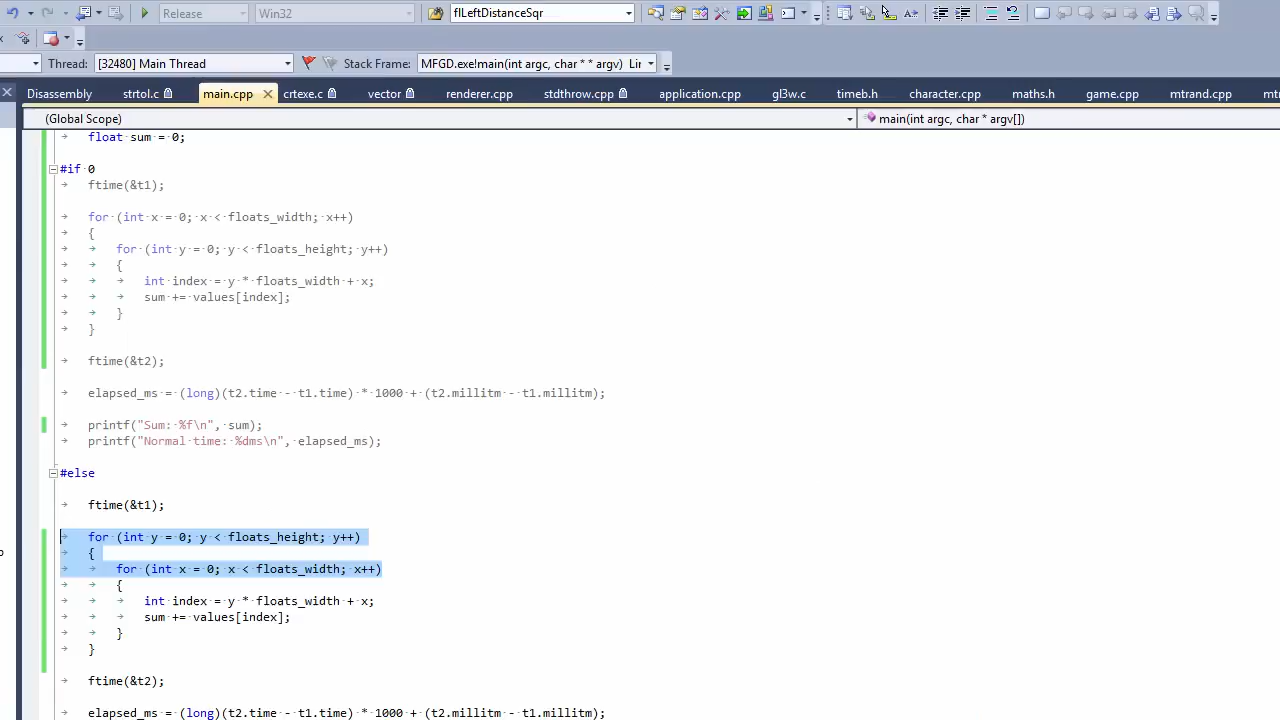 Release Win32 flLeftDistanceSqr
Thread: [32480] Main Thread Stack Frame: MFGD.exe!main(int argc, char * * argv) Lir
Disassembly strtol.c main.cpp crtexe.c vector renderer.cpp stdthrow.cpp application.cpp gl3w.c timeb.h character.cpp maths.h game.cpp mtrand.cpp mtr
(Global Scope) main(int argc, char * argv[])
float sum = 0;
#if 0
ftime(&t1);
for (int x = 0; x < floats_width; x++)
{
for (int y = 0; y < floats_height; y++)
{
int index = y * floats_width + x;
sum += values[index];
}
}
ftime(&t2);
elapsed_ms = (long)(t2.time - t1.time) * 1000 + (t2.millitm - t1.millitm);
printf("Sum: %f\n", sum);
printf("Normal time: %dms\n", elapsed_ms);
#else
ftime(&t1);
for (int y = 0; y < floats_height; y++)
{
for (int x = 0; x < floats_width; x++)
{
int index = y * floats_width + x;
sum += values[index];
}
}
ftime(&t2);
elapsed_ms = (long)(t2.time - t1.time) * 1000 + (t2.millitm - t1.millitm);